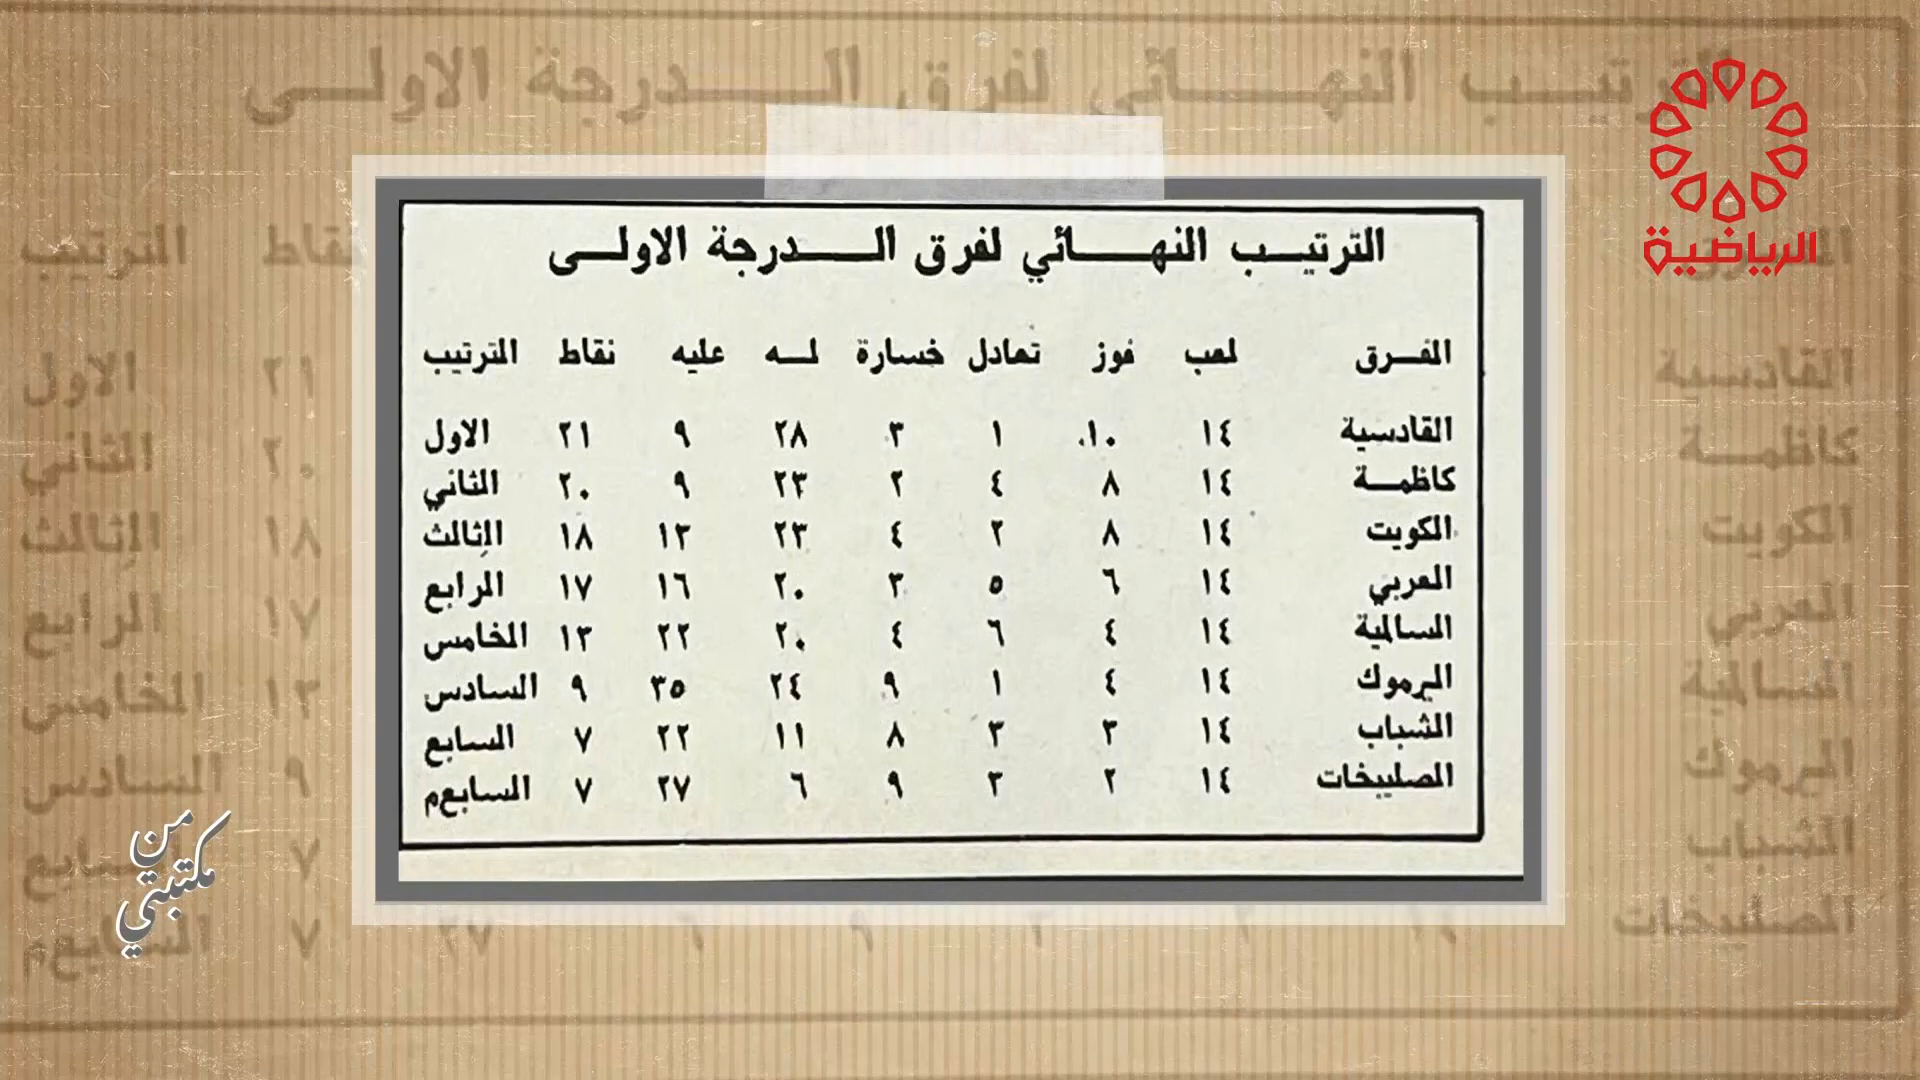 الترتيب النهائي لفرق الدرجة الاولى
الفرق لعب فوز تعادل خسارة له عليه نقاط الترتيب
القادسية ١٤ ١٠ ١ ٣ ٢٨ ٩ ٢١ الاول
كاظمة ١٤ ٨ ٤ ٢ ٢٣ ٩ ٢٠ الثاني
الكويت ١٤ ٨ ٢ ٤ ٢٣ ١٣ ١٨ الثالث
العربي ١٤ ٦ ٥ ٣ ٢٠ ١٦ ١٧ الرابع
السالمية ١٤ ٤ ٦ ٤ ٢٠ ٢٢ ١٣ الخامس
اليرموك ١٤ ٤ ١ ٩ ٢٤ ٣٥ ٩ السادس
الشباب ١٤ ٣ ٣ ٨ ١١ ٢٢ ٧ السابع
الصليبخات ١٤ ٢ ٣ ٩ ٦ ٢٧ ٧ السابع م
الرياضية
من
مكتبتي